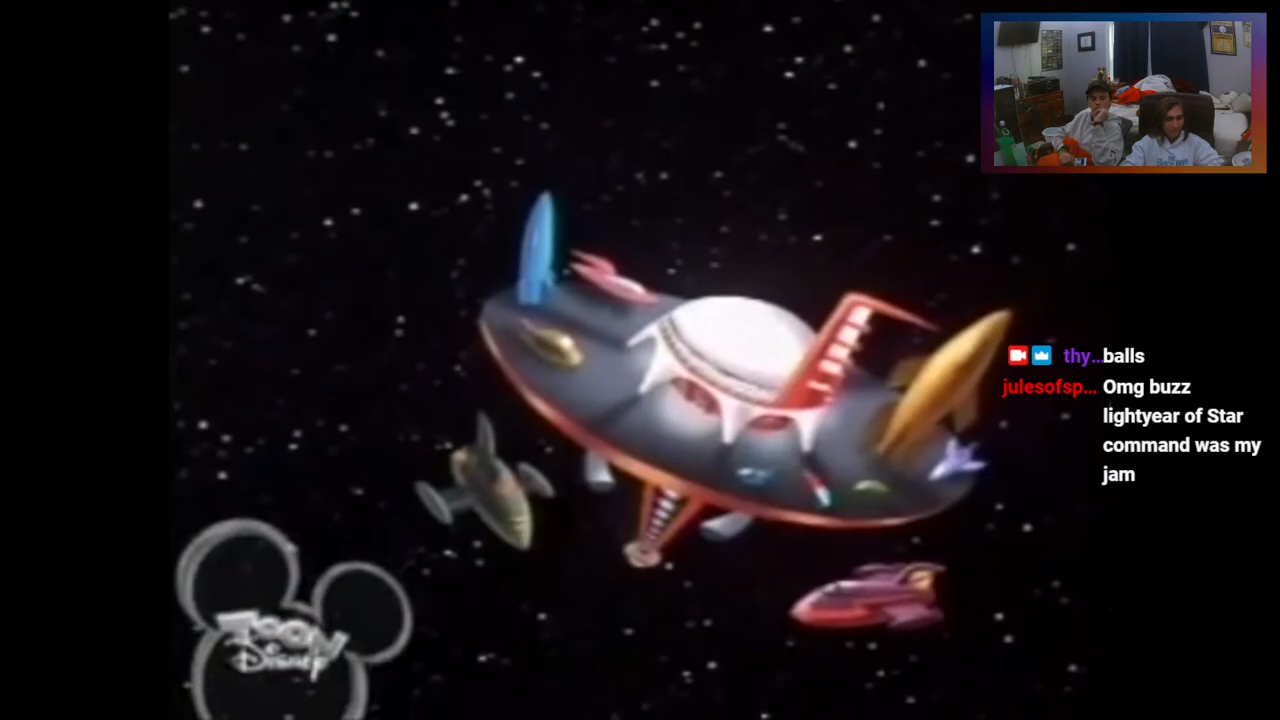 thy… balls
julesofsp… Omg buzz
lightyear of Star
command was my
jam
TOON
Disney